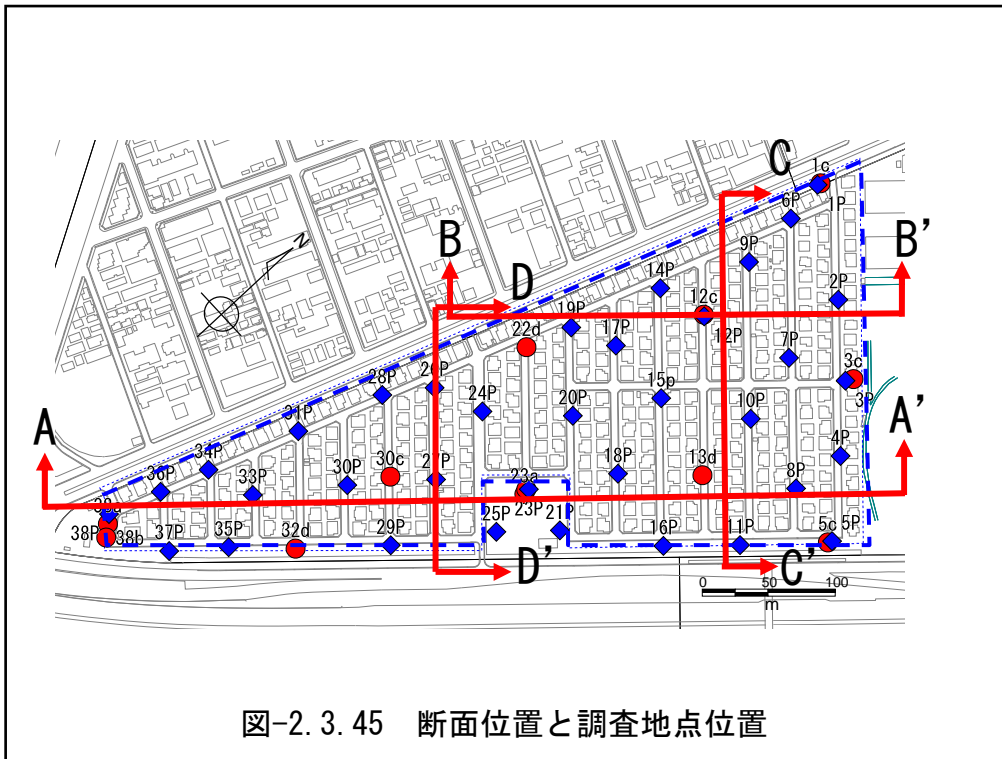 C
1c
6P
1P
B
B'
9P
D
14P
2P
12c
19P
12P
22d
17P
7P
3c
28P
26P
3P
24P
15p
20P
10P
A
31P
A'
34P
33P
30P
30c
27P
18P
13d
4P
36P
23a
8P
38a
23P
38P
38b
37P
35P
32d
29P
25P
21P
16P
11P
5c
5P
D'
C'
0 50 100
m
N
図-2.3.45 断面位置と調査地点位置